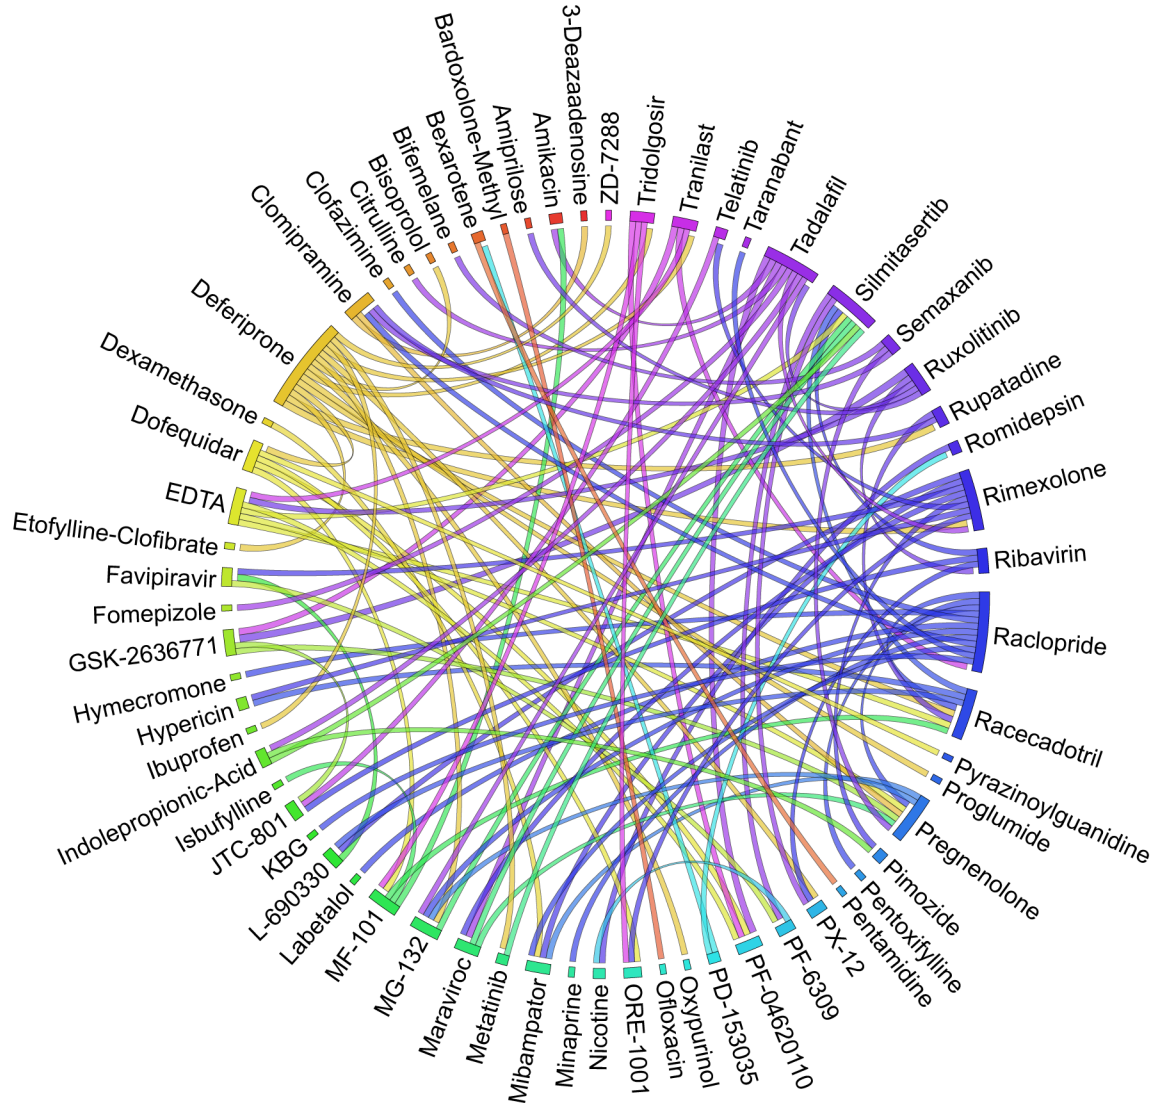 3-Deazaadenosine
ZD-7288
Tridolgosir
Tranilast
Telatinib
Taranabant
Tadalafil
Silmitasertib
Semaxanib
Ruxolitinib
Rupatadine
Romidepsin
Rimexolone
Ribavirin
Raclopride
Racecadotril
Pyrazinoylguanidine
Proglumide
Pregnenolone
Pimozide
Pentoxifylline
Pentamidine
PX-12
PF-6309
PF-04620110
PD-153035
Oxypurinol
Ofloxacin
ORE-1001
Nicotine
Minaprine
Mibampator
Metatinib
Maraviroc
MG-132
MF-101
Labetalol
L-690330
KBG
JTC-801
Isbufylline
Indolepropionic-Acid
Ibuprofen
Hypericin
Hymecromone
GSK-2636771
Fomepizole
Favipiravir
Etofylline-Clofibrate
EDTA
Dofequidar
Dexamethasone
Deferiprone
Clomipramine
Clofazimine
Citrulline
Bisoprolol
Bifemelane
Bexarotene
Bardoxolone-Methyl
Amiprilose
Amikacin